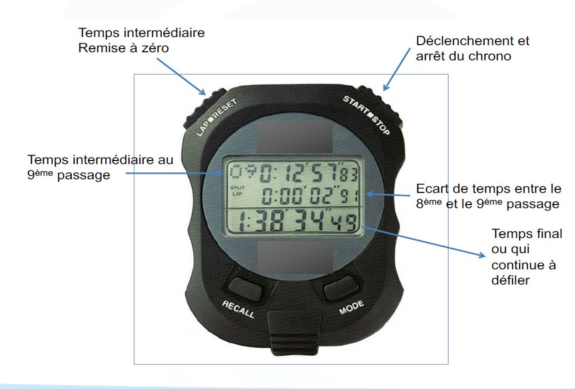 Temps intermédiaire
Remise à zéro
Déclenchement et
arrêt du chrono
LAP■RESET
START■STOP
Temps intermédiaire au
9ème passage
0:12'57"83
SPLIT
LAP
0:00'02"91
1:38'34"49
Ecart de temps entre le
8ème et le 9ème passage
Temps final
ou qui
continue à
défiler
RECALL
MODE